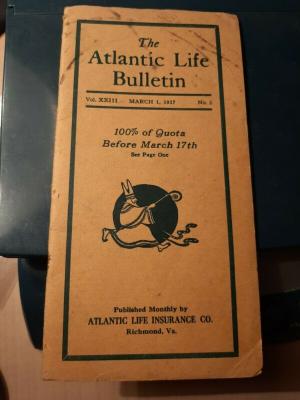 The
Atlantic Life
Bulletin
Vol. XXIII MARCH 1, 1927 No. 3
100% of Quota
Before March 17th
See Page One
Published Monthly by
ATLANTIC LIFE INSURANCE CO.
Richmond, Va.